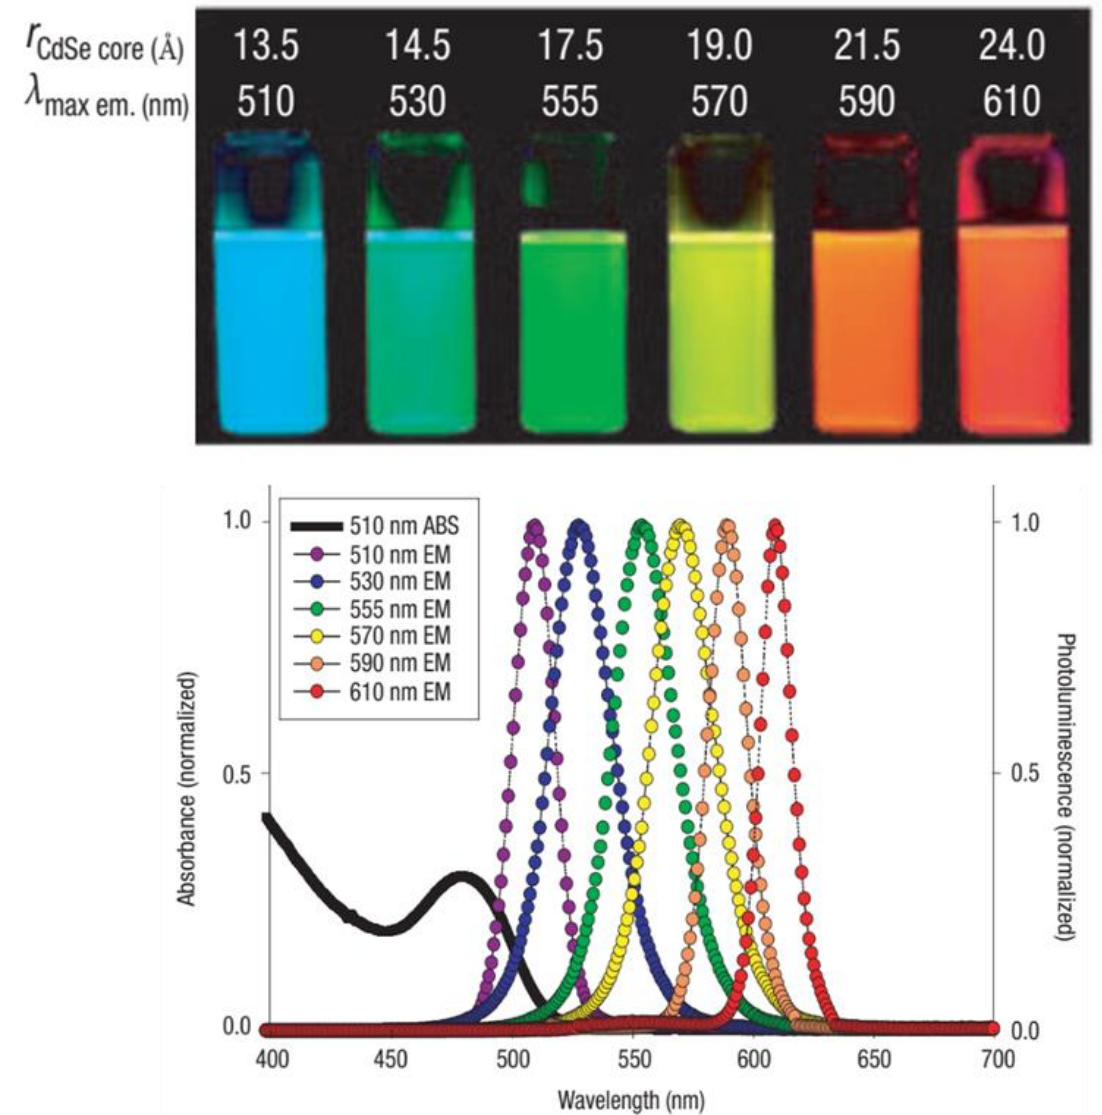 rCdSe core (Å) 13.5 14.5 17.5 19.0 21.5 24.0
λmax em. (nm) 510 530 555 570 590 610
1.0 1.0
510 nm ABS
510 nm EM
530 nm EM
555 nm EM
570 nm EM
590 nm EM
610 nm EM
Absorbance (normalized)
Photoluminescence (normalized)
0.5 0.5
0.0 0.0
400 450 500 550 600 650 700
Wavelength (nm)